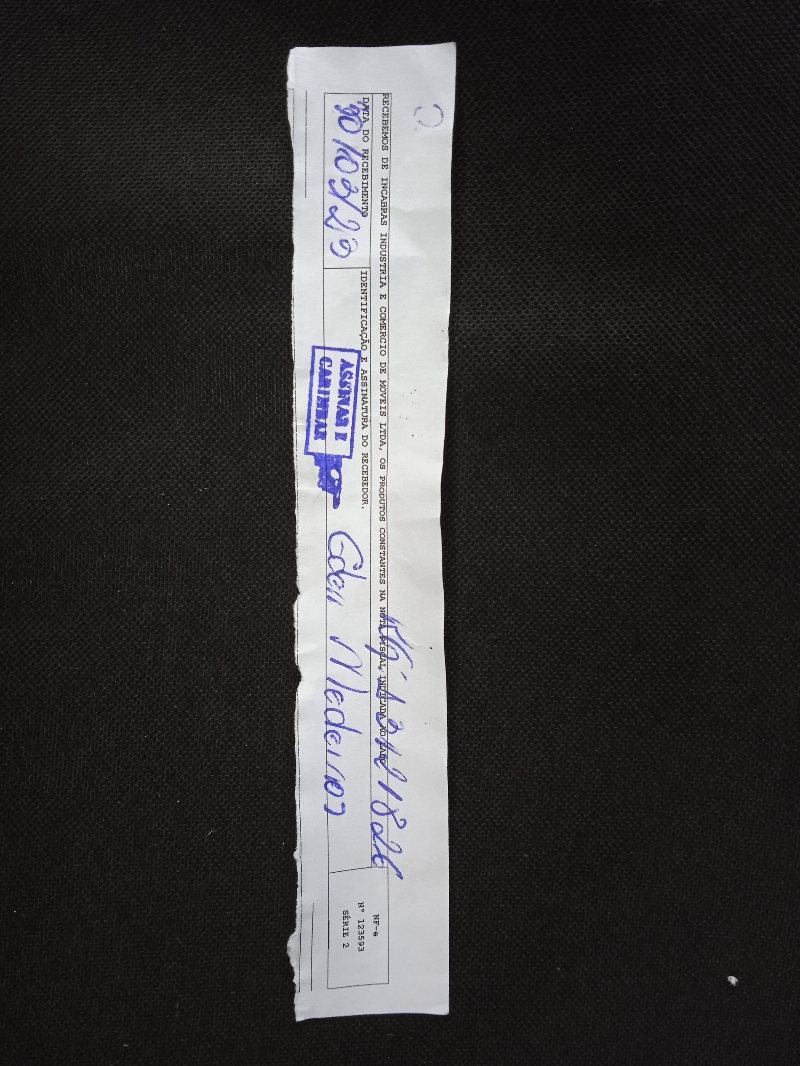 RECEBEMOS DE INCABRAS INDUSTRIA E COMERCIO DE MOVEIS LTDA, OS PRODUTOS CONSTANTES NA NOTA FISCAL INDICADA AO LADO
DATA DO RECEBIMENTO
IDENTIFICAÇÃO E ASSINATURA DO RECEBEDOR.
ASSINAR E
CARIMBAR
Medeiros
NF-e
Nº 123593
SÉRIE 2